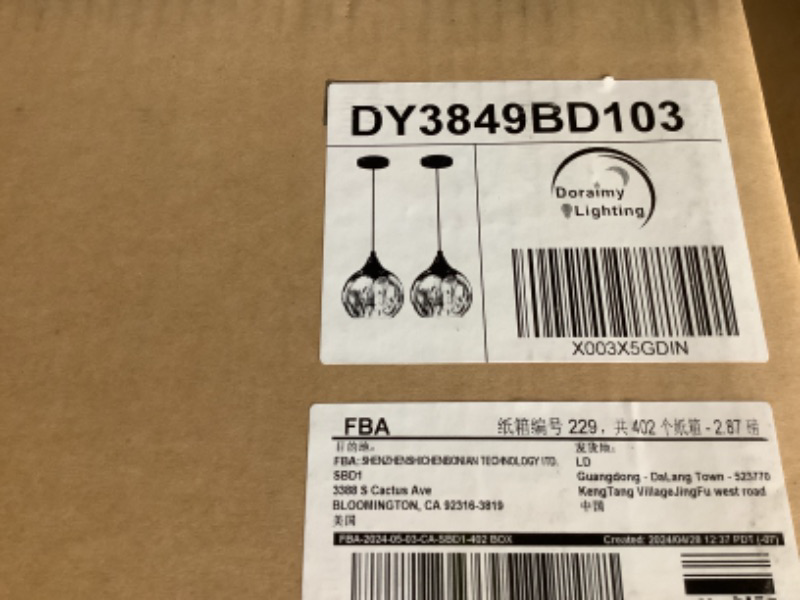 DY3849BD103
Doraimy
Lighting
X003X5GDIN
FBA
纸箱编号 229，共 402 个纸箱 - 2.87 磅
目的地:
FBA: SHENZHENSHICHENBONIAN TECHNOLOGY LTD.
SBD1
3388 S Cactus Ave
BLOOMINGTON, CA 92316-3819
美国
发货地:
LD
Guangdong - DaLang Town - 523770
KengTang VillageJingFu west road
中国
FBA-2024-05-03-CA-SBD1-402 BOX
Created: 2024/04/28 12:37 PDT (-07)